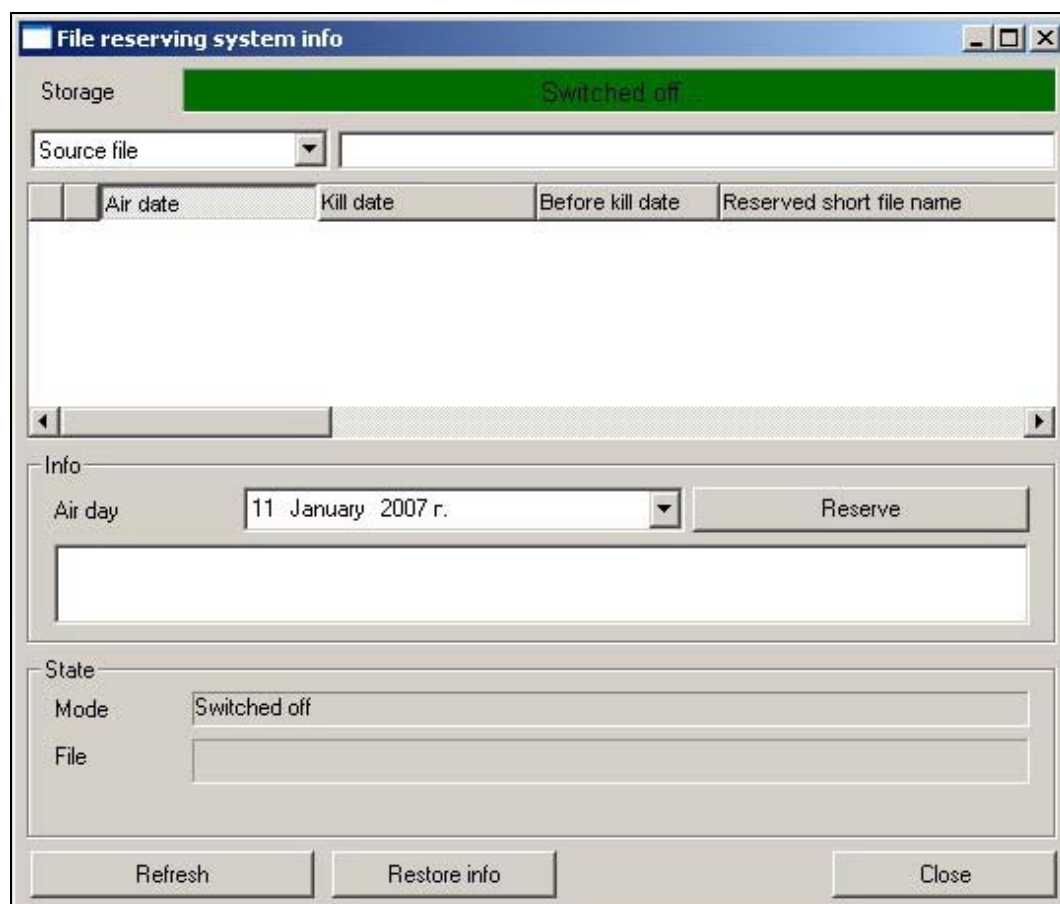 File reserving system info
Storage Switched off ..
Source file
Air date Kill date Before kill date Reserved short file name
Info
Air day 11 January 2007 г. Reserve
State
Mode Switched off
File
Refresh Restore info Close